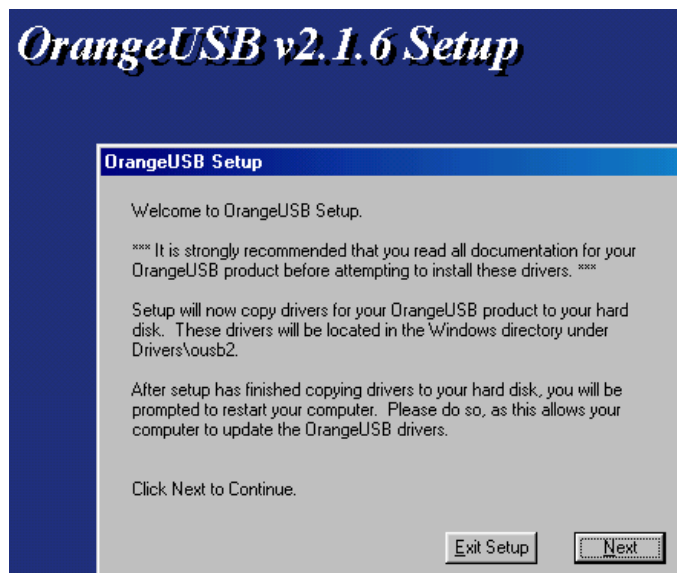 OrangeUSB v2.1.6 Setup
OrangeUSB Setup
Welcome to OrangeUSB Setup.
*** It is strongly recommended that you read all documentation for your
OrangeUSB product before attempting to install these drivers. ***
Setup will now copy drivers for your OrangeUSB product to your hard
disk.  These drivers will be located in the Windows directory under
Drivers\ousb2.
After setup has finished copying drivers to your hard disk, you will be
prompted to restart your computer.  Please do so, as this allows your
computer to update the OrangeUSB drivers.
Click Next to Continue.
Exit Setup
Next